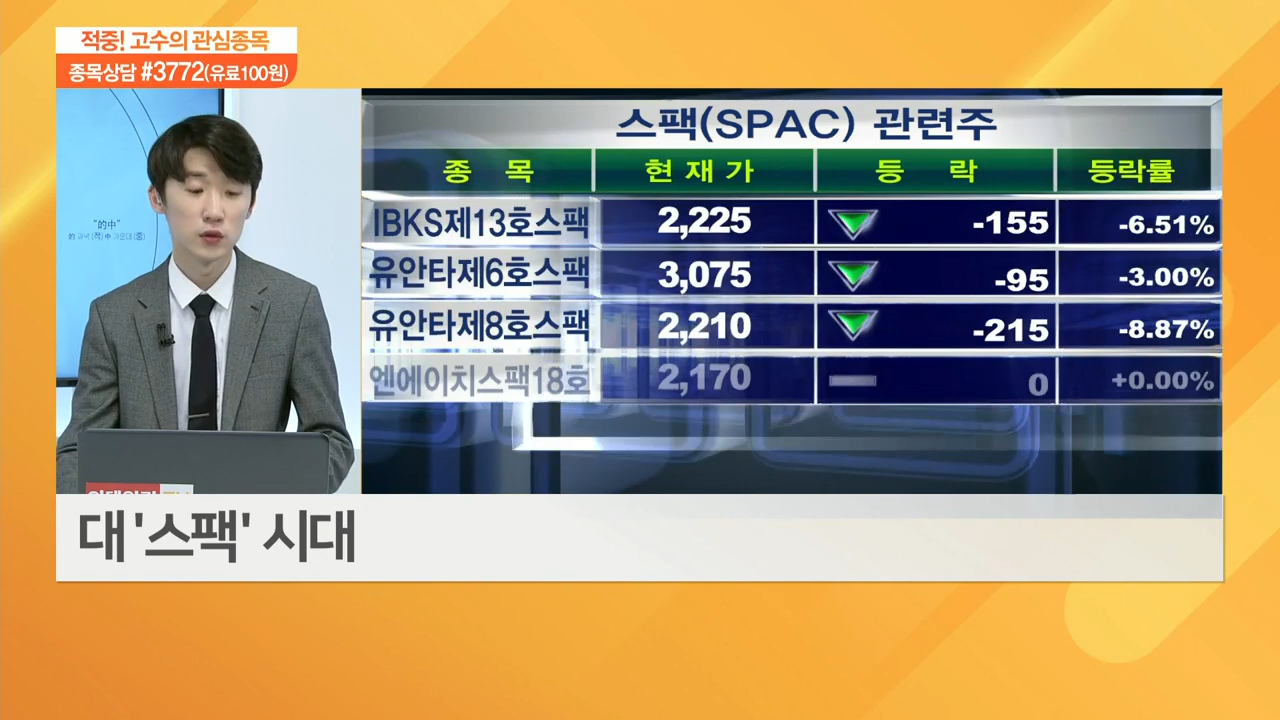 적중! 고수의 관심종목
종목상담 #3772(유료100원)
"的中"
스팩(SPAC) 관련주
종 목 현 재 가 등 락 등락률
IBKS제13호스팩 2,225 -155 -6.51%
유안타제6호스팩 3,075 -95 -3.00%
유안타제8호스팩 2,210 -215 -8.87%
엔에이치스팩18호 2,170 0 +0.00%
대 '스팩' 시대